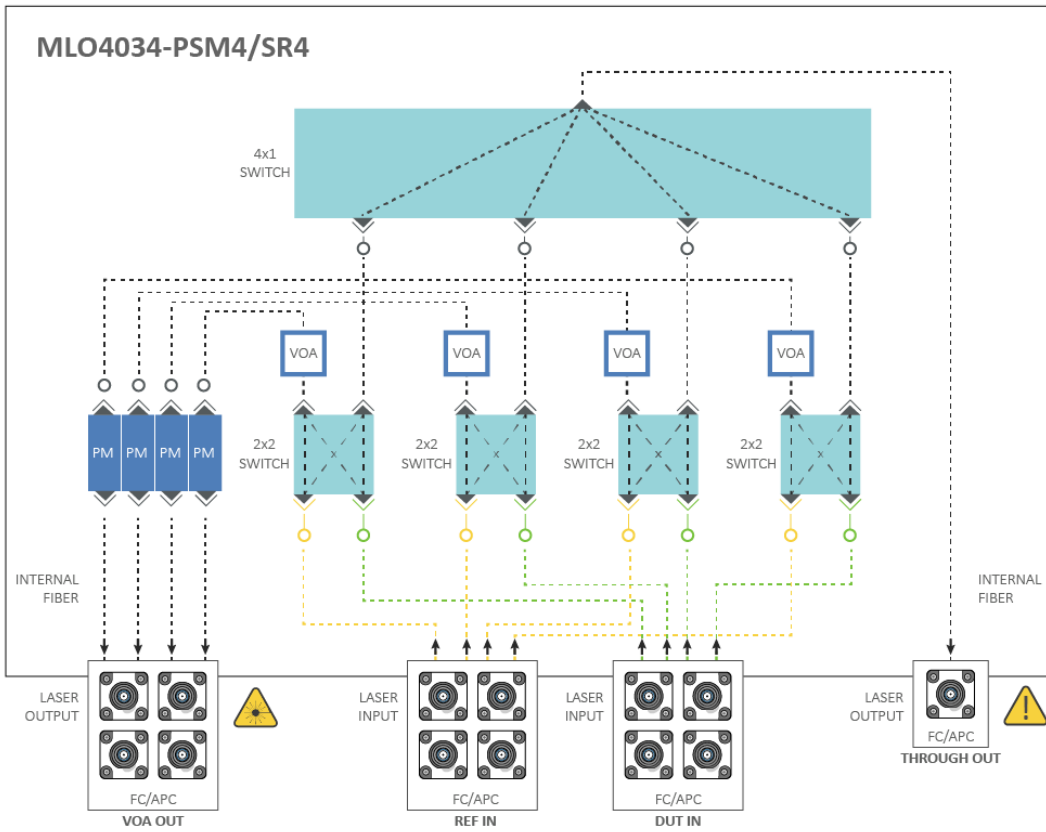 MLO4034-PSM4/SR4
4x1
SWITCH
VOA
VOA
VOA
VOA
PM
PM
PM
PM
2x2
SWITCH
2x2
SWITCH
2x2
SWITCH
2x2
SWITCH
INTERNAL
FIBER
INTERNAL
FIBER
LASER
OUTPUT
LASER
INPUT
LASER
INPUT
LASER
OUTPUT
FC/APC
VOA OUT
FC/APC
REF IN
FC/APC
DUT IN
FC/APC
THROUGH OUT